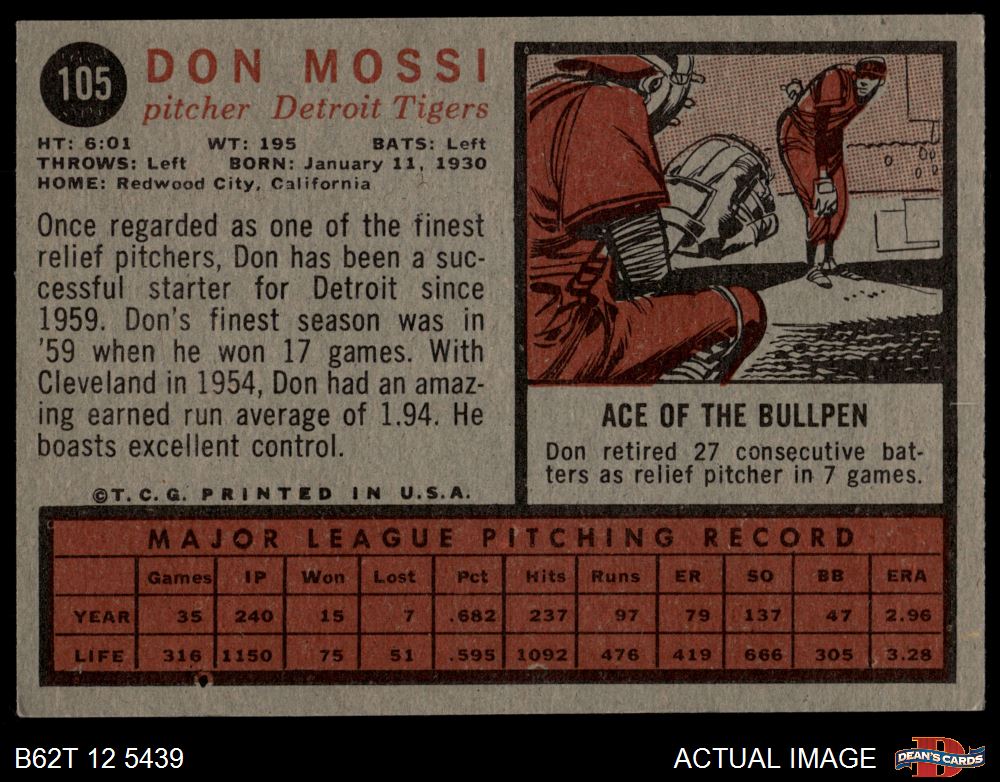 105
DON MOSSI
pitcher Detroit Tigers
HT: 6:01 WT: 195 BATS: Left
THROWS: Left BORN: January 11, 1930
HOME: Redwood City, California
Once regarded as one of the finest
relief pitchers, Don has been a suc-
cessful starter for Detroit since
1959. Don's finest season was in
'59 when he won 17 games. With
Cleveland in 1954, Don had an amaz-
ing earned run average of 1.94. He
boasts excellent control.
©T.C.G. PRINTED IN U.S.A.
ACE OF THE BULLPEN
Don retired 27 consecutive bat-
ters as relief pitcher in 7 games.
MAJOR LEAGUE PITCHING RECORD
Games IP Won Lost Pct Hits Runs ER SO BB ERA
YEAR 35 240 15 7 .682 237 97 79 137 47 2.96
LIFE 316 1150 75 51 .595 1092 476 419 666 305 3.28
B62T 12 5439
ACTUAL IMAGE
D
DEAN'S CARDS